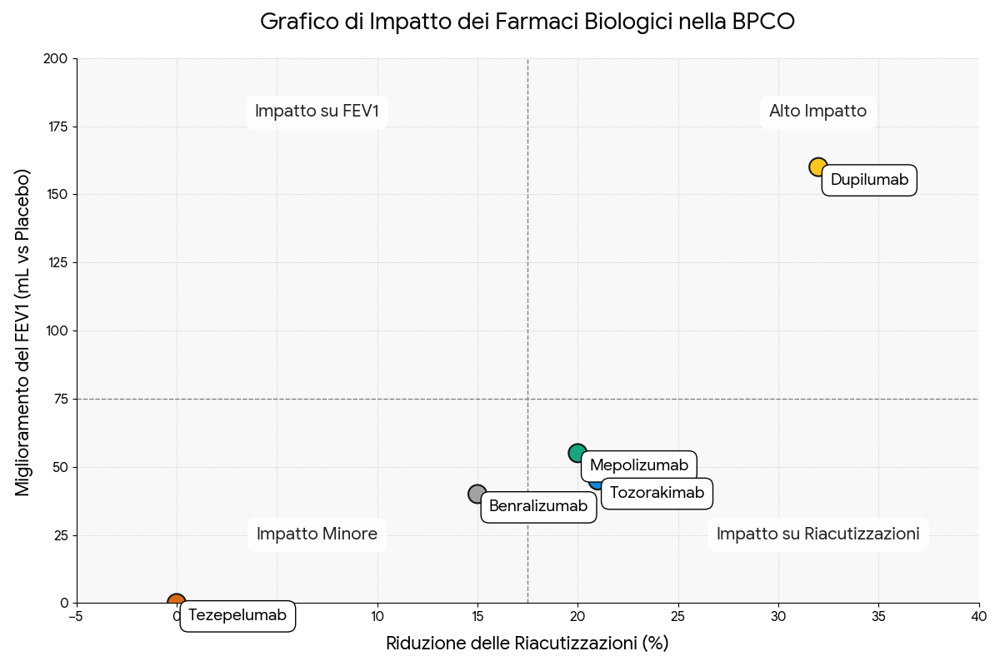 Grafico di Impatto dei Farmaci Biologici nella BPCO
Miglioramento del FEV1 (mL vs Placebo)
200
175
150
125
100
75
50
25
0
Impatto su FEV1
Alto Impatto
Dupilumab
Mepolizumab
Tozorakimab
Benralizumab
Impatto Minore
Impatto su Riacutizzazioni
Tezepelumab
−5
0
10
15
20
25
30
35
40
Riduzione delle Riacutizzazioni (%)